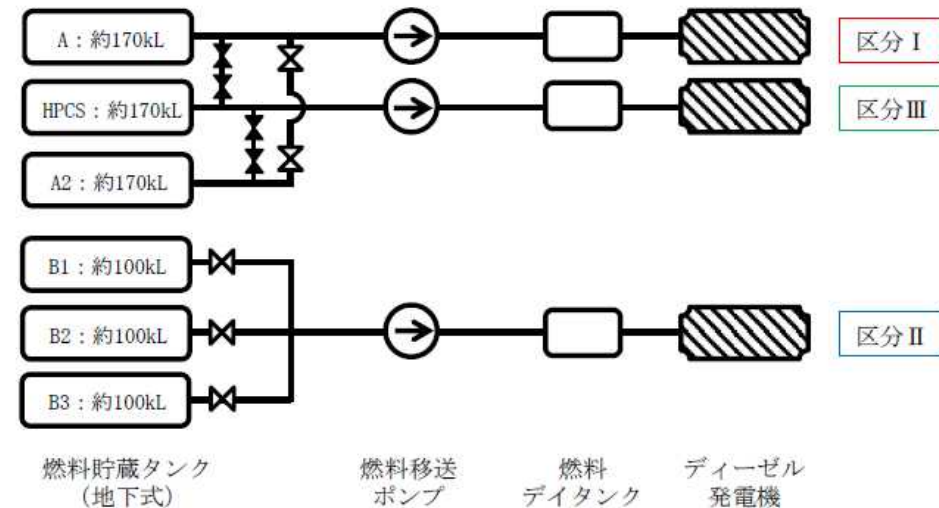 A：約170kL
区分Ⅰ
HPCS：約170kL
区分Ⅲ
A2：約170kL
B1：約100kL
B2：約100kL
区分Ⅱ
B3：約100kL
燃料貯蔵タンク
（地下式）
燃料移送
ポンプ
燃料
デイタンク
ディーゼル
発電機